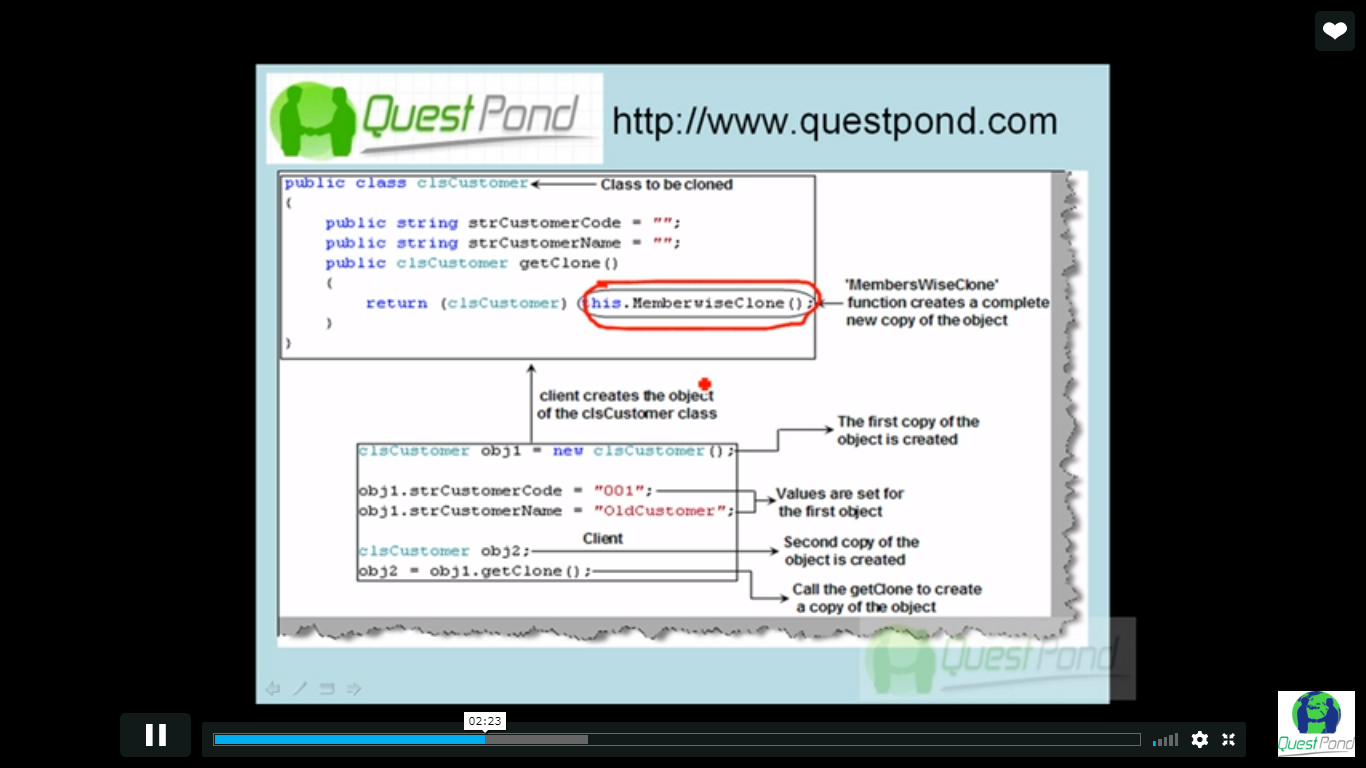 QuestPond
http://www.questpond.com
public class clsCustomer
Class to be cloned
{
public string strCustomerCode = "";
public string strCustomerName = "";
public clsCustomer getClone()
{
return (clsCustomer) (this.MemberwiseClone();
}
}
'MembersWiseClone'
function creates a complete
new copy of the object
client creates the object
of the clsCustomer class
clsCustomer obj1 = new clsCustomer();
The first copy of the
object is created
obj1.strCustomerCode = "001";
obj1.strCustomerName = "OldCustomer";
Values are set for
the first object
Client
clsCustomer obj2;
Second copy of the
object is created
obj2 = obj1.getClone();
Call the getClone to create
a copy of the object
QuestPond
02:23
QuestPond